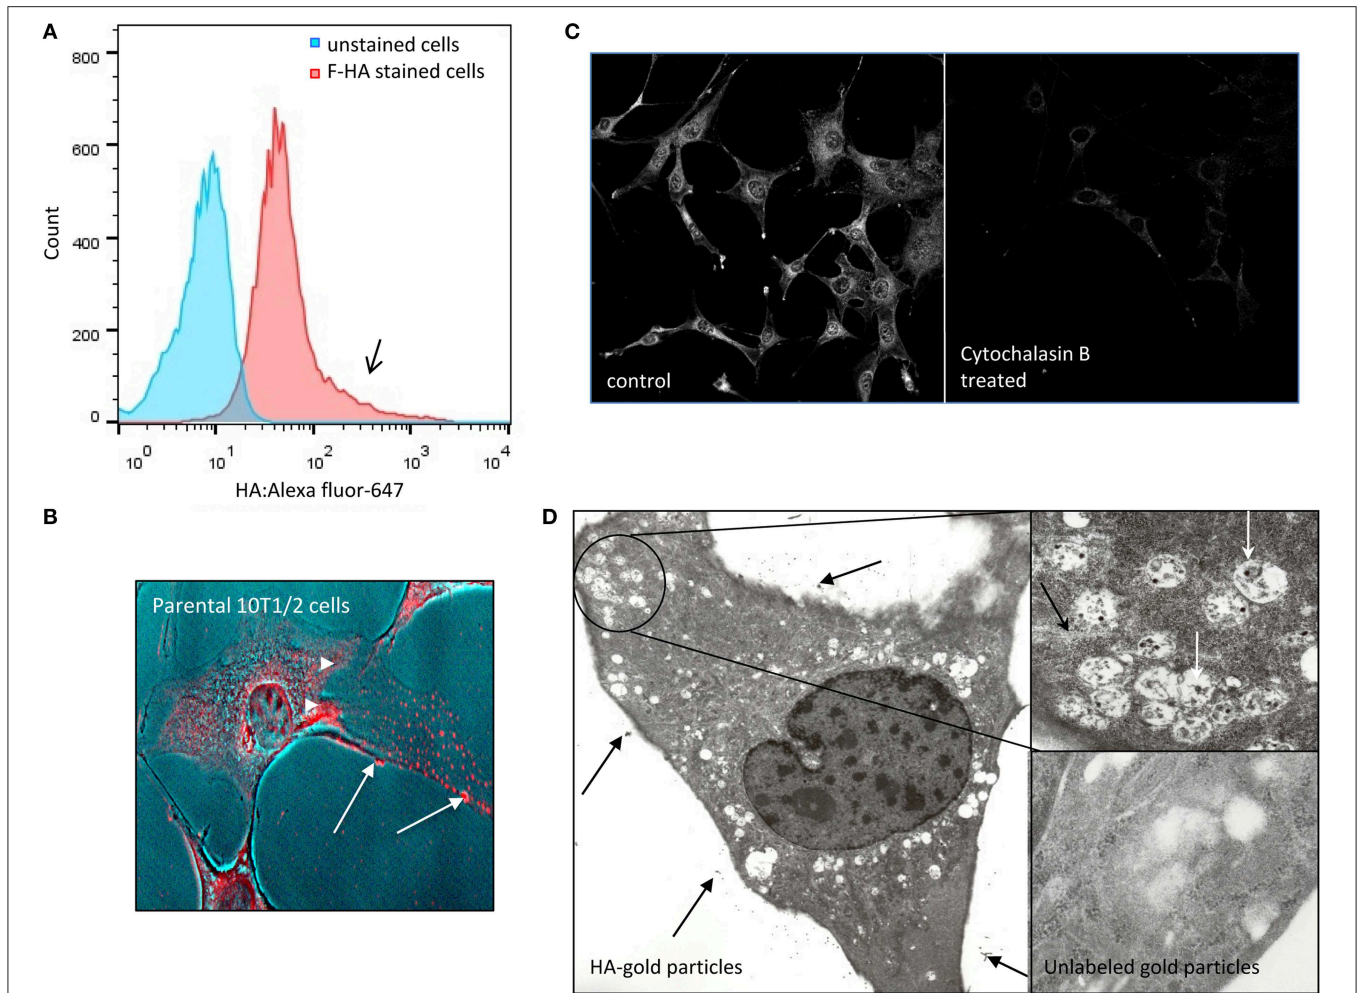 A
unstained cells
F-HA stained cells
800
600
400
200
0
Count
10^0 10^1 10^2 10^3 10^4
HA:Alexa fluor-647
B
Parental 10T1/2 cells
C
control
Cytochalasin B
treated
D
HA-gold particles
Unlabeled gold particles